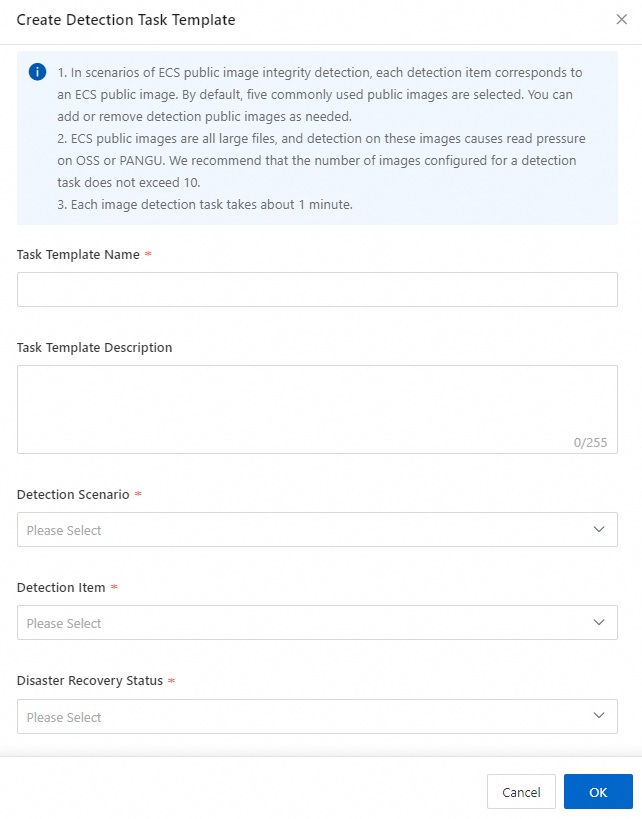 Create Detection Task Template
1. In scenarios of ECS public image integrity detection, each detection item corresponds to
an ECS public image. By default, five commonly used public images are selected. You can
add or remove detection public images as needed.
2. ECS public images are all large files, and detection on these images causes read pressure
on OSS or PANGU. We recommend that the number of images configured for a detection
task does not exceed 10.
3. Each image detection task takes about 1 minute.
Task Template Name *
Task Template Description
0/255
Detection Scenario *
Please Select
Detection Item *
Please Select
Disaster Recovery Status *
Please Select
Cancel OK